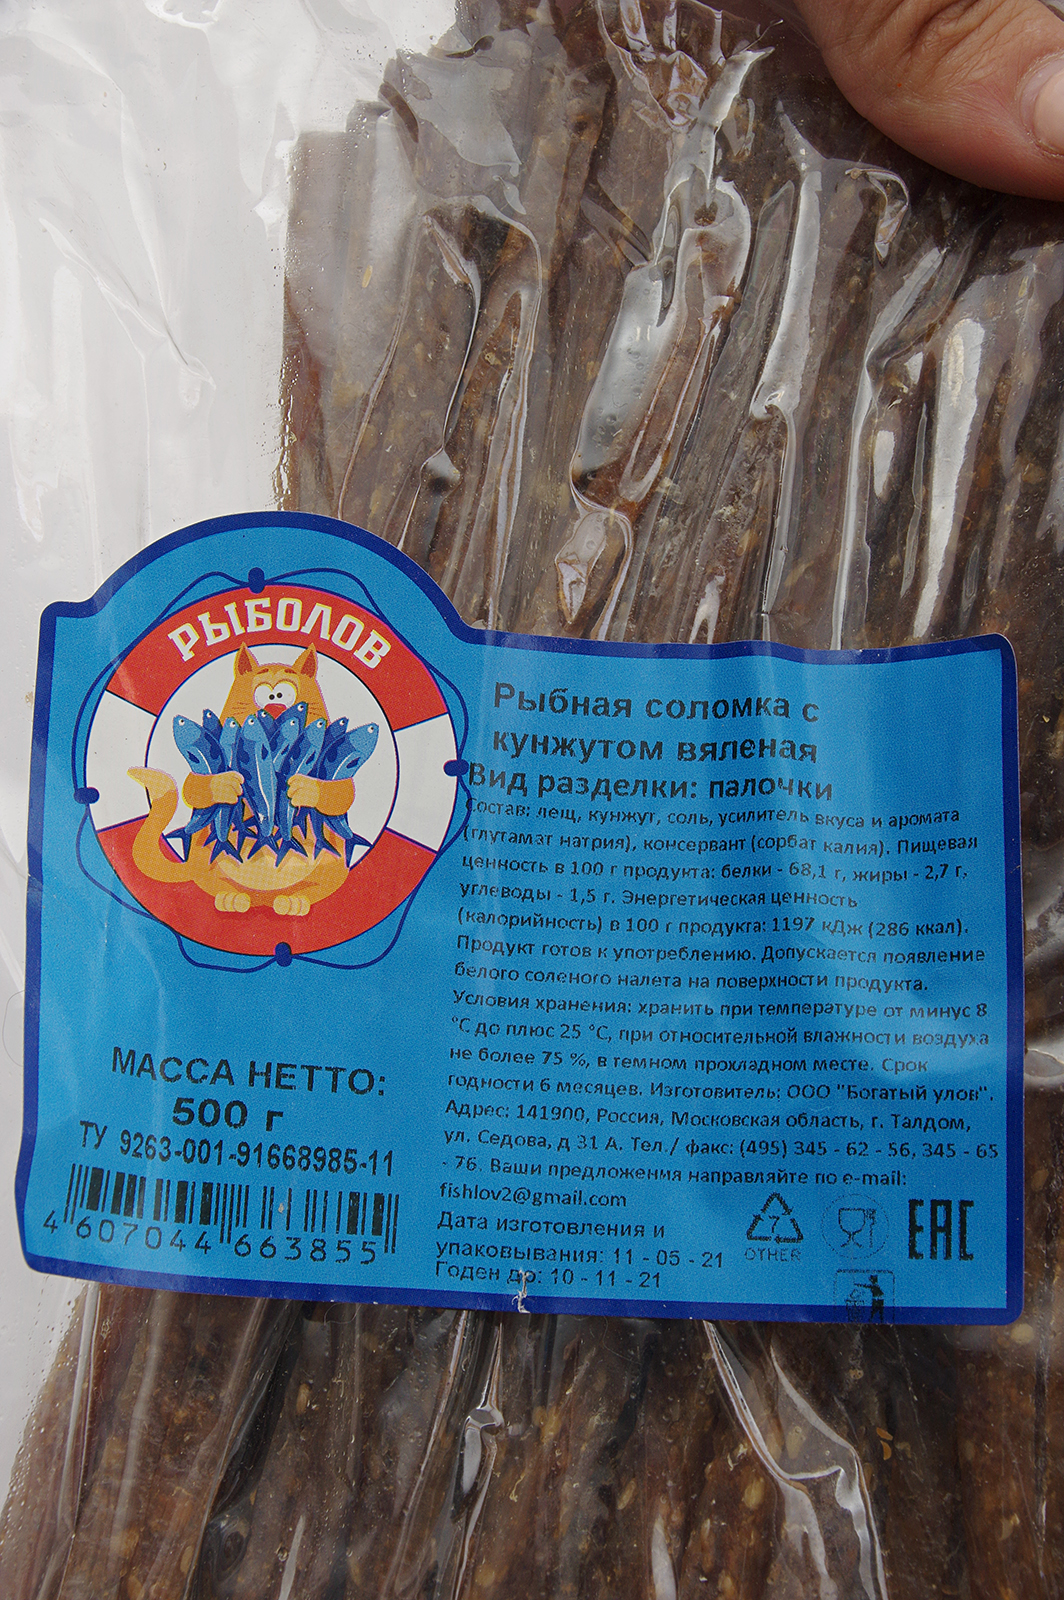 РЫБОЛОВ
Рыбная соломка с
кунжутом вяленая
Вид разделки: палочки
Состав: лещ, кунжут, соль, усилитель вкуса и аромата
(глутамат натрия), консервант (сорбат калия). Пищевая
ценность в 100 г продукта: белки - 68,1 г, жиры - 2,7 г,
углеводы - 1,5 г. Энергетическая ценность
(калорийность) в 100 г продукта: 1197 кДж (286 ккал).
Продукт готов к употреблению. Допускается появление
белого соленого налета на поверхности продукта.
Условия хранения: хранить при температуре от минус 8
°С до плюс 25 °С, при относительной влажности воздуха
не более 75 %, в темном прохладном месте. Срок
годности 6 месяцев. Изготовитель: ООО "Богатый улов".
Адрес: 141900, Россия, Московская область, г. Талдом,
ул. Седова, д 31 А. Тел./ факс: (495) 345 - 62 - 56, 345 - 65
- 76. Ваши предложения направляйте по e-mail:
fishlov2@gmail.com
Дата изготовления и
упаковывания: 11 - 05 - 21
Годен до: 10 - 11 - 21
МАССА НЕТТО:
500 г
ТУ 9263-001-91668985-11
4 607044 663855
7
OTHER
EAC